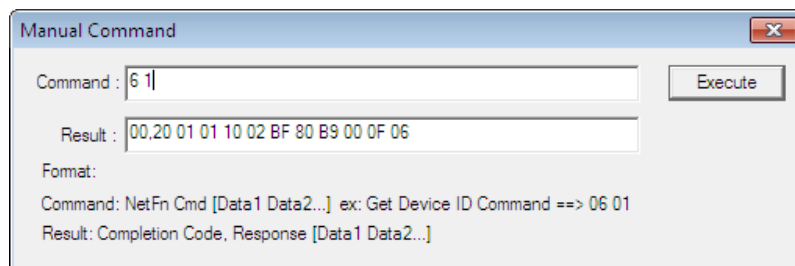 Manual Command
Command : 6 1
Execute
Result : 00,20 01 01 10 02 BF 80 B9 00 0F 06
Format:
Command: NetFn Cmd [Data1 Data2...] ex: Get Device ID Command ==> 06 01
Result: Completion Code, Response [Data1 Data2...]